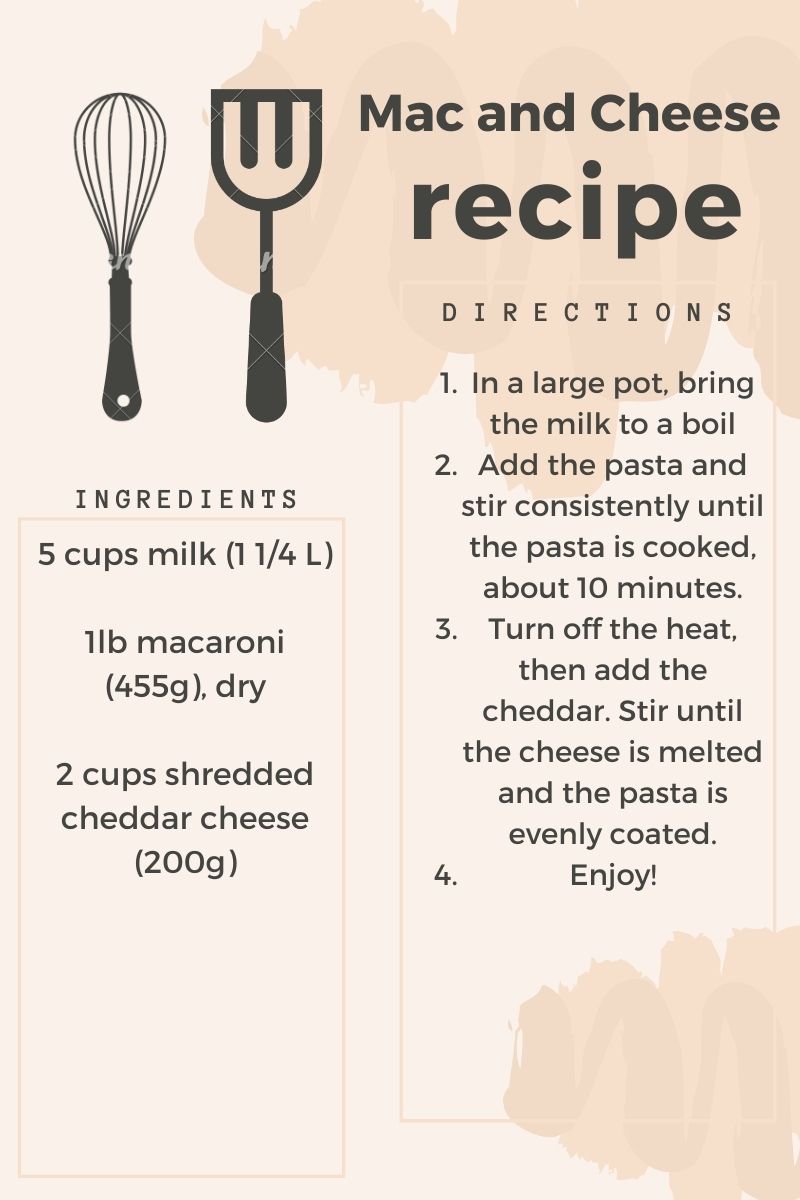 Mac and Cheese
recipe
DIRECTIONS
1. In a large pot, bring
the milk to a boil
2. Add the pasta and
stir consistently until
the pasta is cooked,
about 10 minutes.
3. Turn off the heat,
then add the
cheddar. Stir until
the cheese is melted
and the pasta is
evenly coated.
4. Enjoy!
INGREDIENTS
5 cups milk (1 1/4 L)
1lb macaroni
(455g), dry
2 cups shredded
cheddar cheese
(200g)